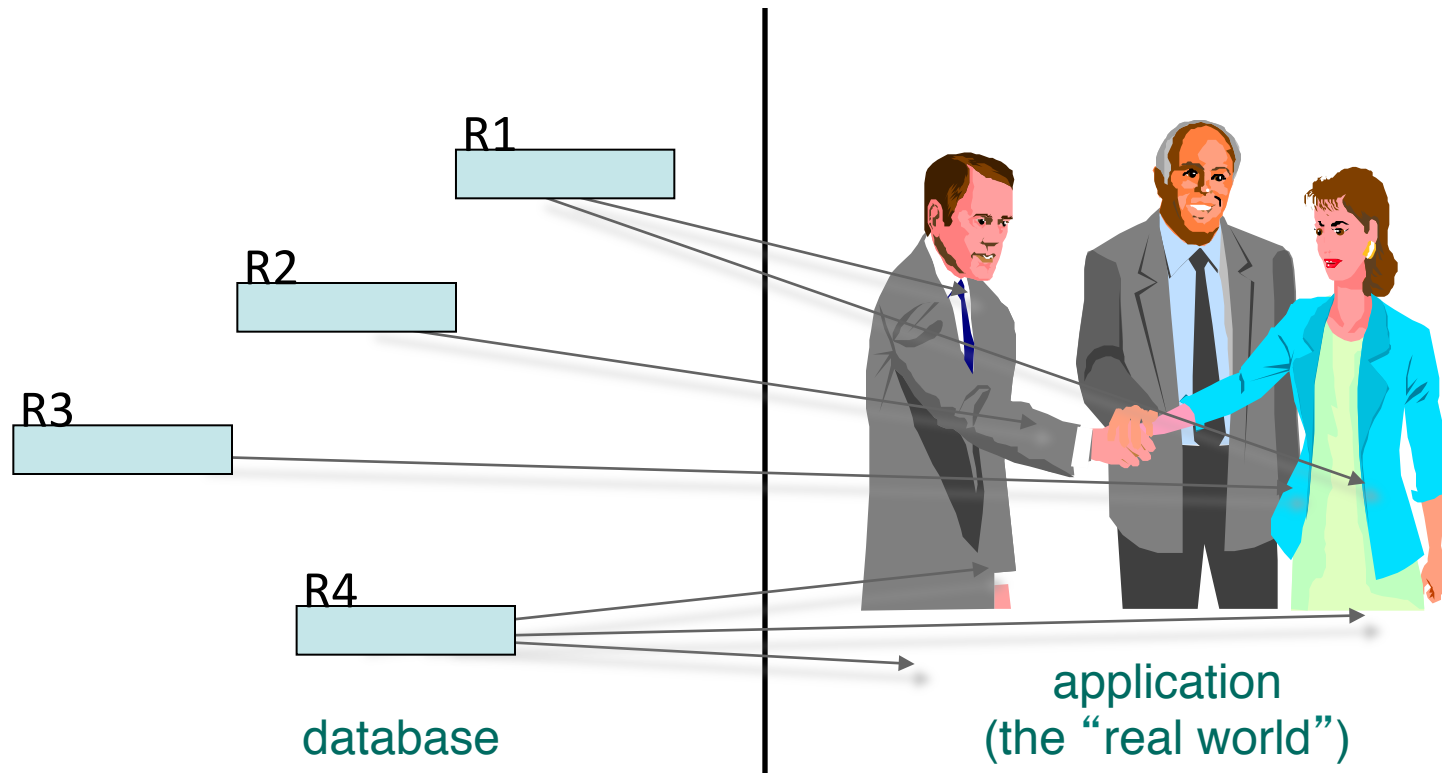 R1
R2
R3
R4
database
application
(the “real world”)